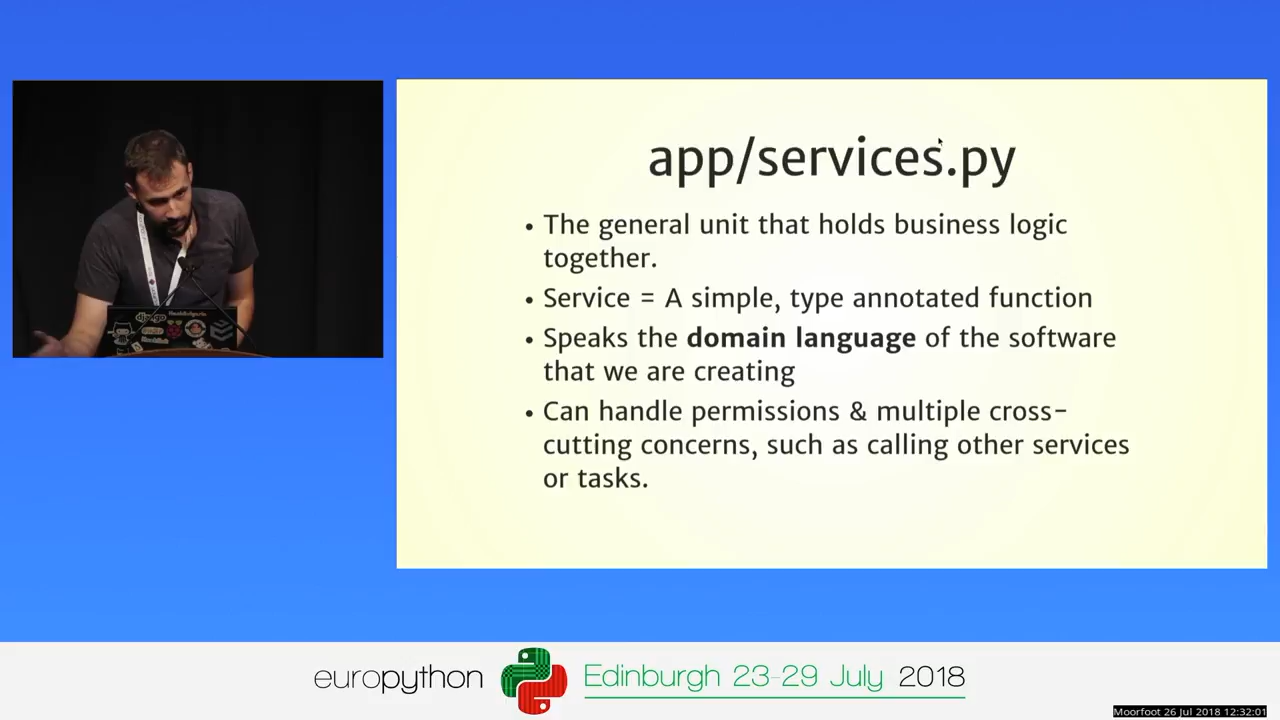 app/services.py
• The general unit that holds business logic
together.
• Service = A simple, type annotated function
• Speaks the domain language of the software
that we are creating
• Can handle permissions & multiple cross-
cutting concerns, such as calling other services
or tasks.
django
europython Edinburgh 23-29 July 2018
Moorfoot 26 Jul 2018 12:32:01